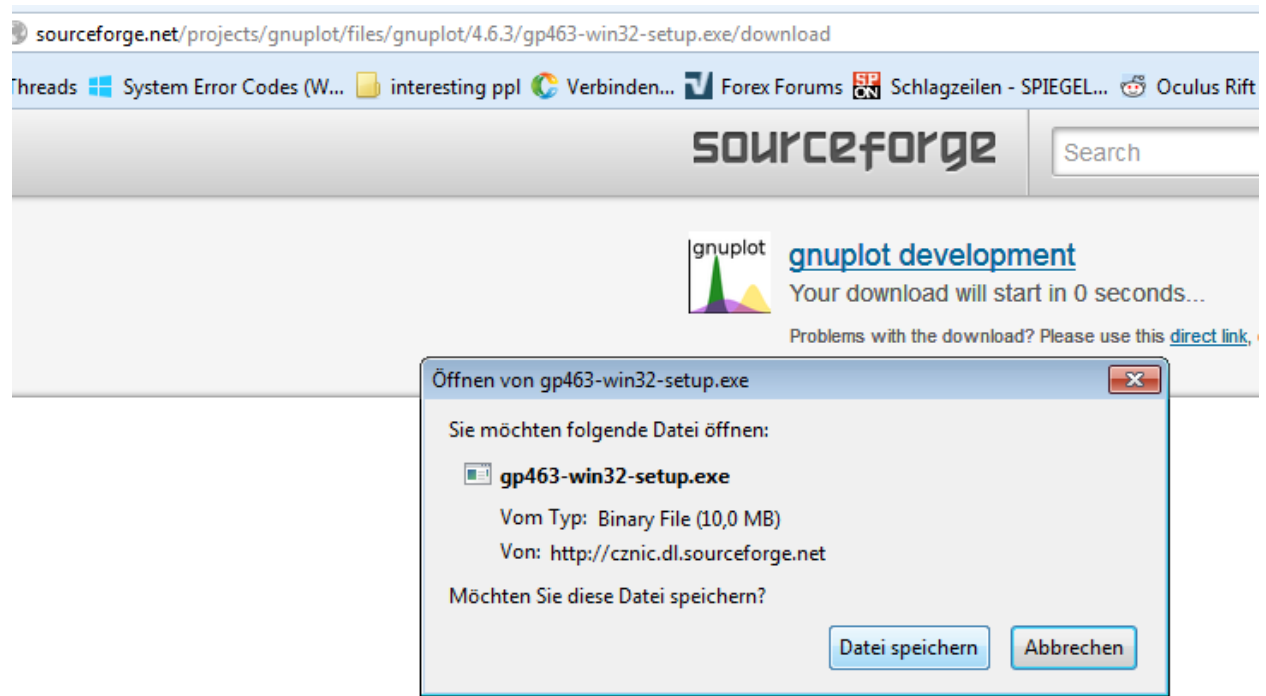 sourceforge.net/projects/gnuplot/files/gnuplot/4.6.3/gp463-win32-setup.exe/download
Threads System Error Codes (W... interesting ppl Verbinden... Forex Forums SP ON Schlagzeilen - SPIEGEL... Oculus Rift
sourceforge Search
gnuplot gnuplot development
Your download will start in 0 seconds...
Problems with the download? Please use this direct link,
Öffnen von gp463-win32-setup.exe
Sie möchten folgende Datei öffnen:
gp463-win32-setup.exe
Vom Typ: Binary File (10,0 MB)
Von: http://cznic.dl.sourceforge.net
Möchten Sie diese Datei speichern?
Datei speichern Abbrechen